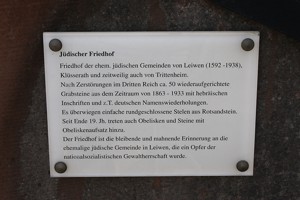 Jüdischer Friedhof
Friedhof der ehem. jüdischen Gemeinden von Leiwen (1592 -1938),
Klüsserath und zeitweilig auch von Trittenheim.
Nach Zerstörungen im Dritten Reich ca. 50 wiederaufgerichtete
Grabsteine aus dem Zeitraum von 1863 - 1933 mit hebräischen
Inschriften und z.T. deutschen Namenswiederholungen.
Es überwiegen einfache rundgeschlossene Stelen aus Rotsandstein.
Seit Ende 19. Jh. treten auch Obelisken und Steine mit
Obeliskenaufsatz hinzu.
Der Friedhof ist die bleibende und mahnende Erinnerung an die
ehemalige jüdische Gemeinde in Leiwen, die ein Opfer der
nationalsozialistischen Gewaltherrschaft wurde.